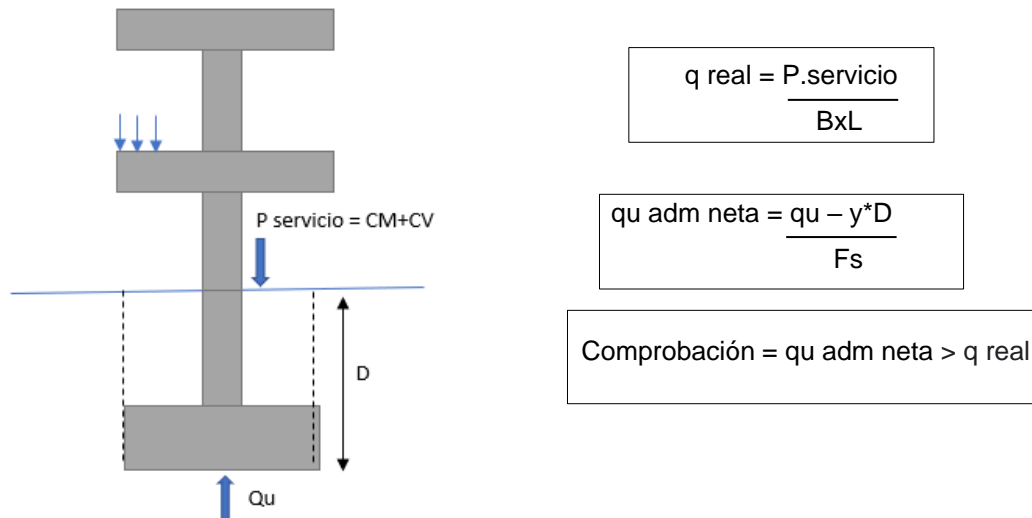 P servicio = CM+CV
D
Qu
q real = P.servicio
BxL
qu adm neta = qu – y*D
Fs
Comprobación = qu adm neta > q real